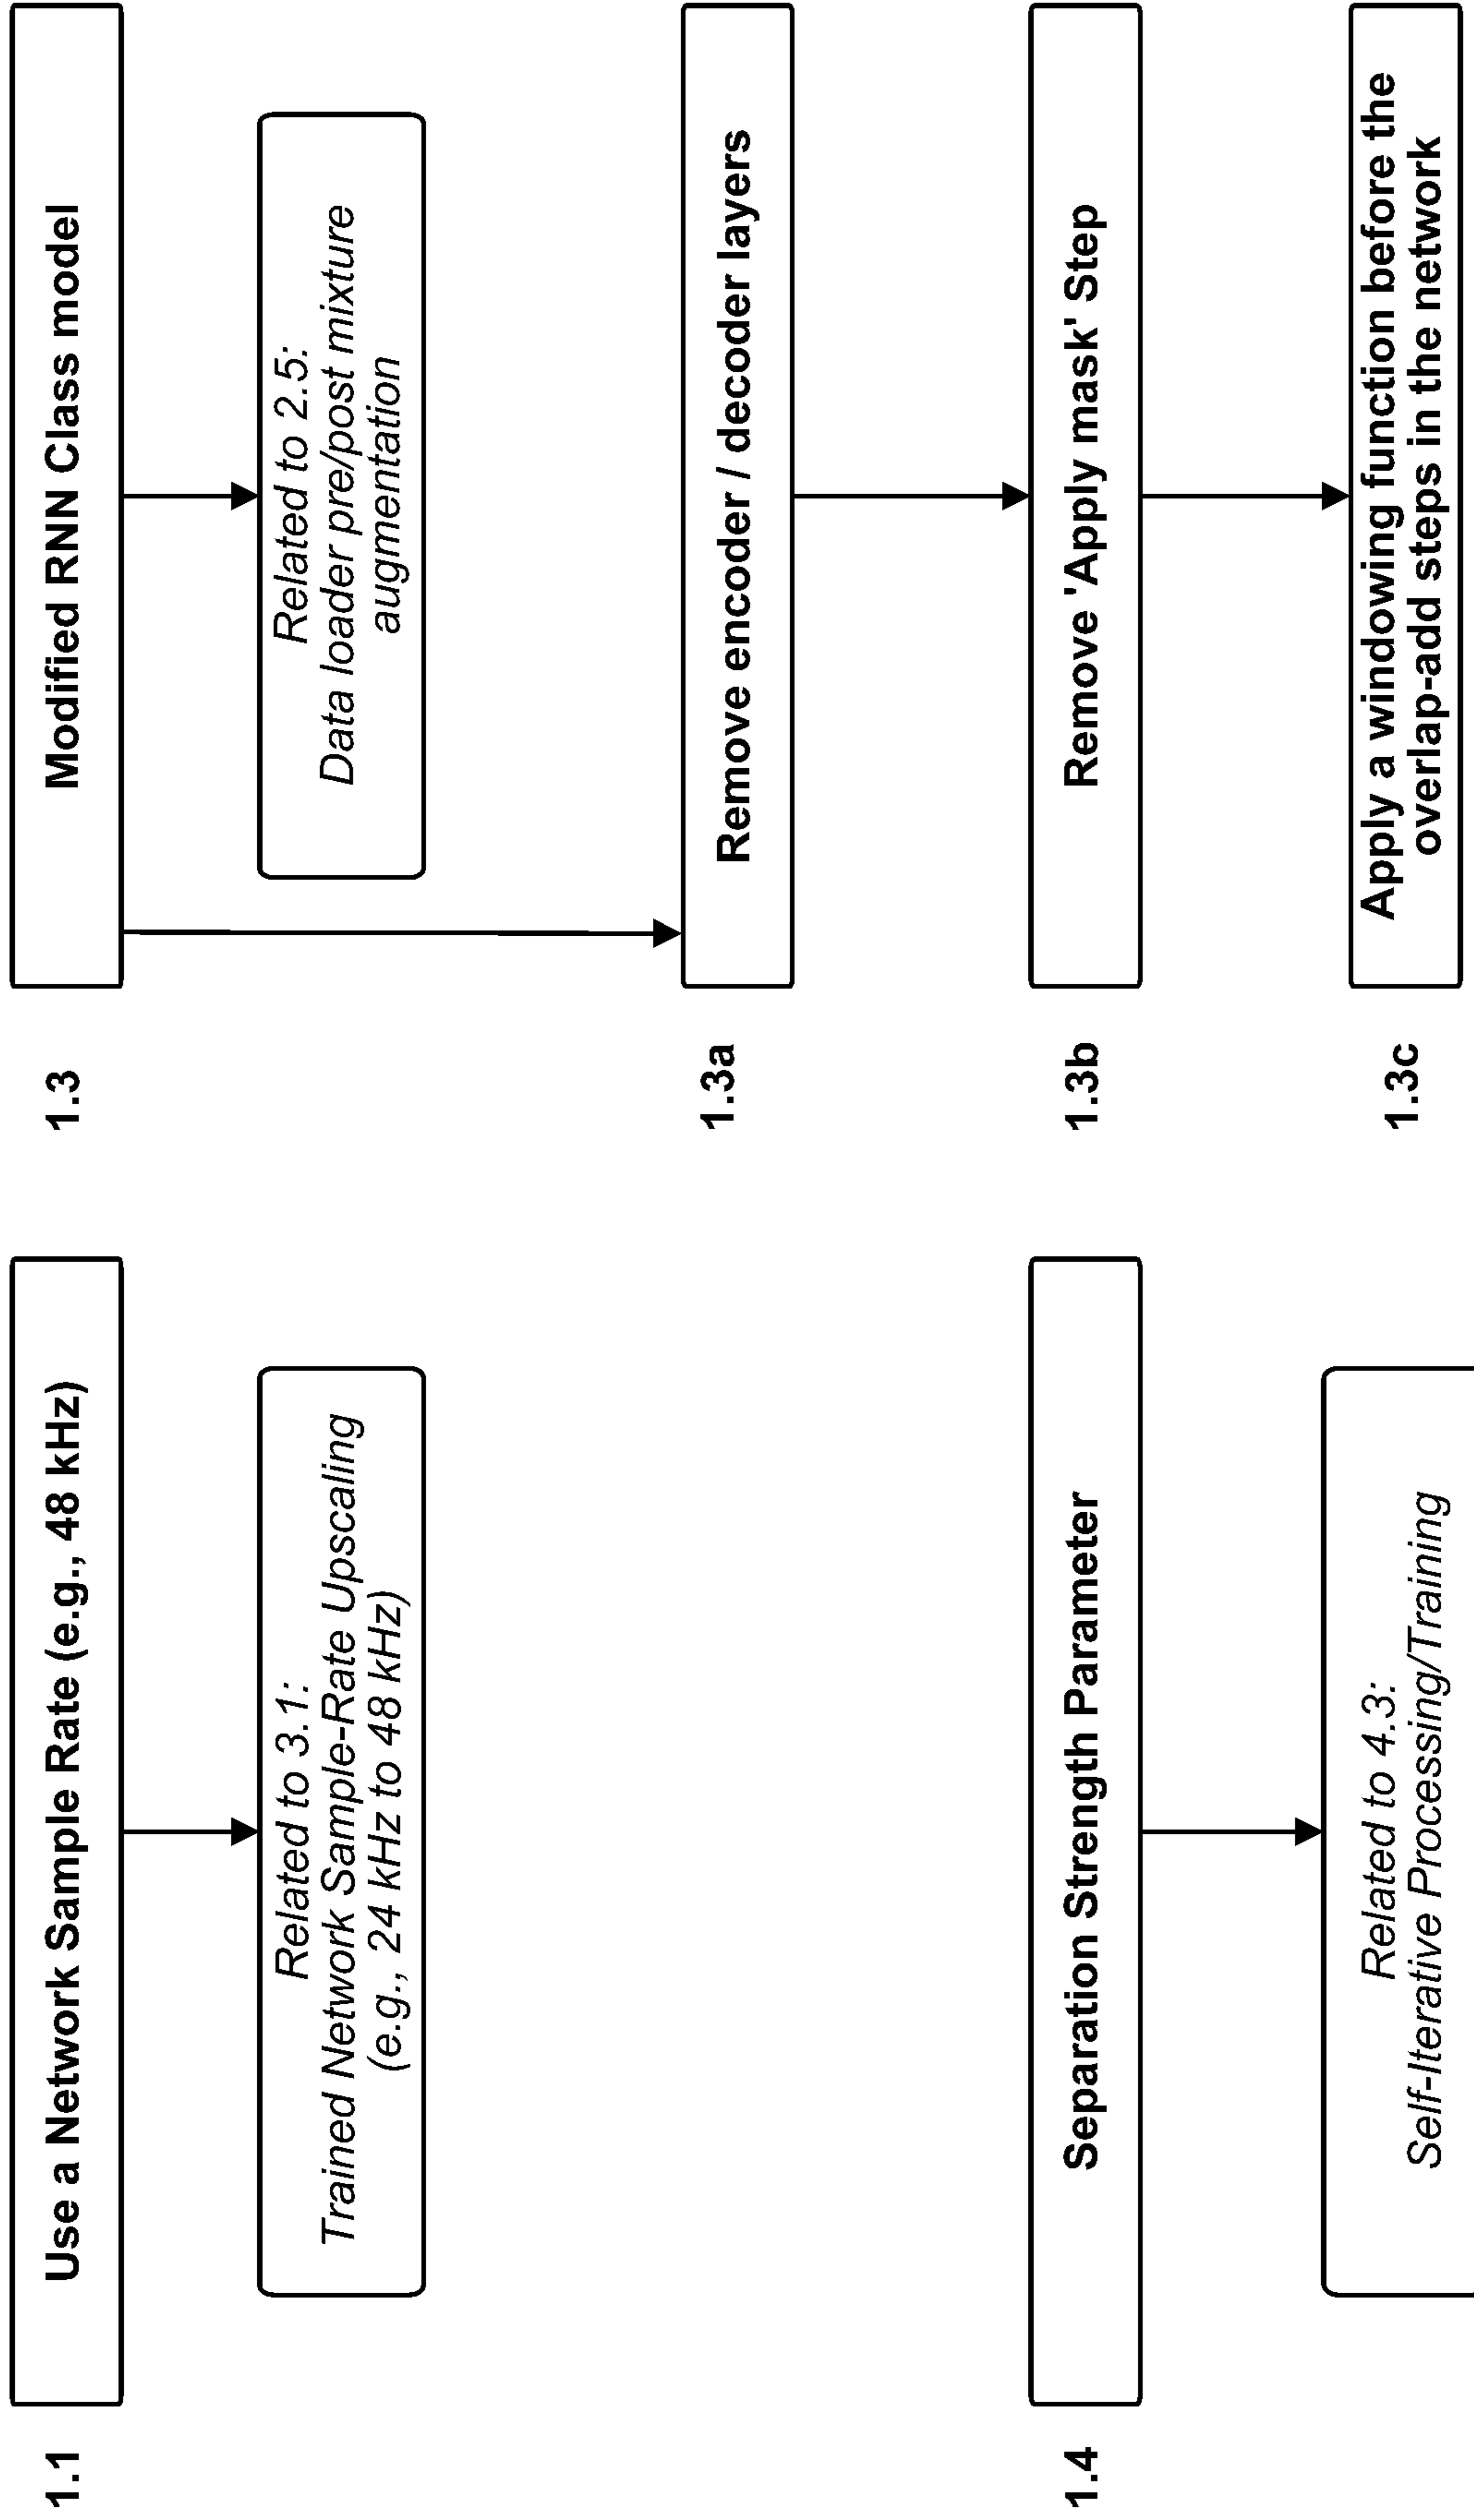 1.1
Use a Network Sample Rate (e.g., 48 kHz)
Related to 3.1:
Trained Network Sample-Rate Upscaling
(e.g., 24 kHz to 48 kHz)
1.4
Separation Strength Parameter
Related to 4.3:
Self-Iterative Processing/Training
1.3
Modified RNN Class model
Related to 2.5:
Data loader pre/post mixture
augmentation
1.3a
Remove encoder / decoder layers
1.3b
Remove 'Apply mask' Step
1.3c
Apply a windowing function before the
overlap-add steps in the network